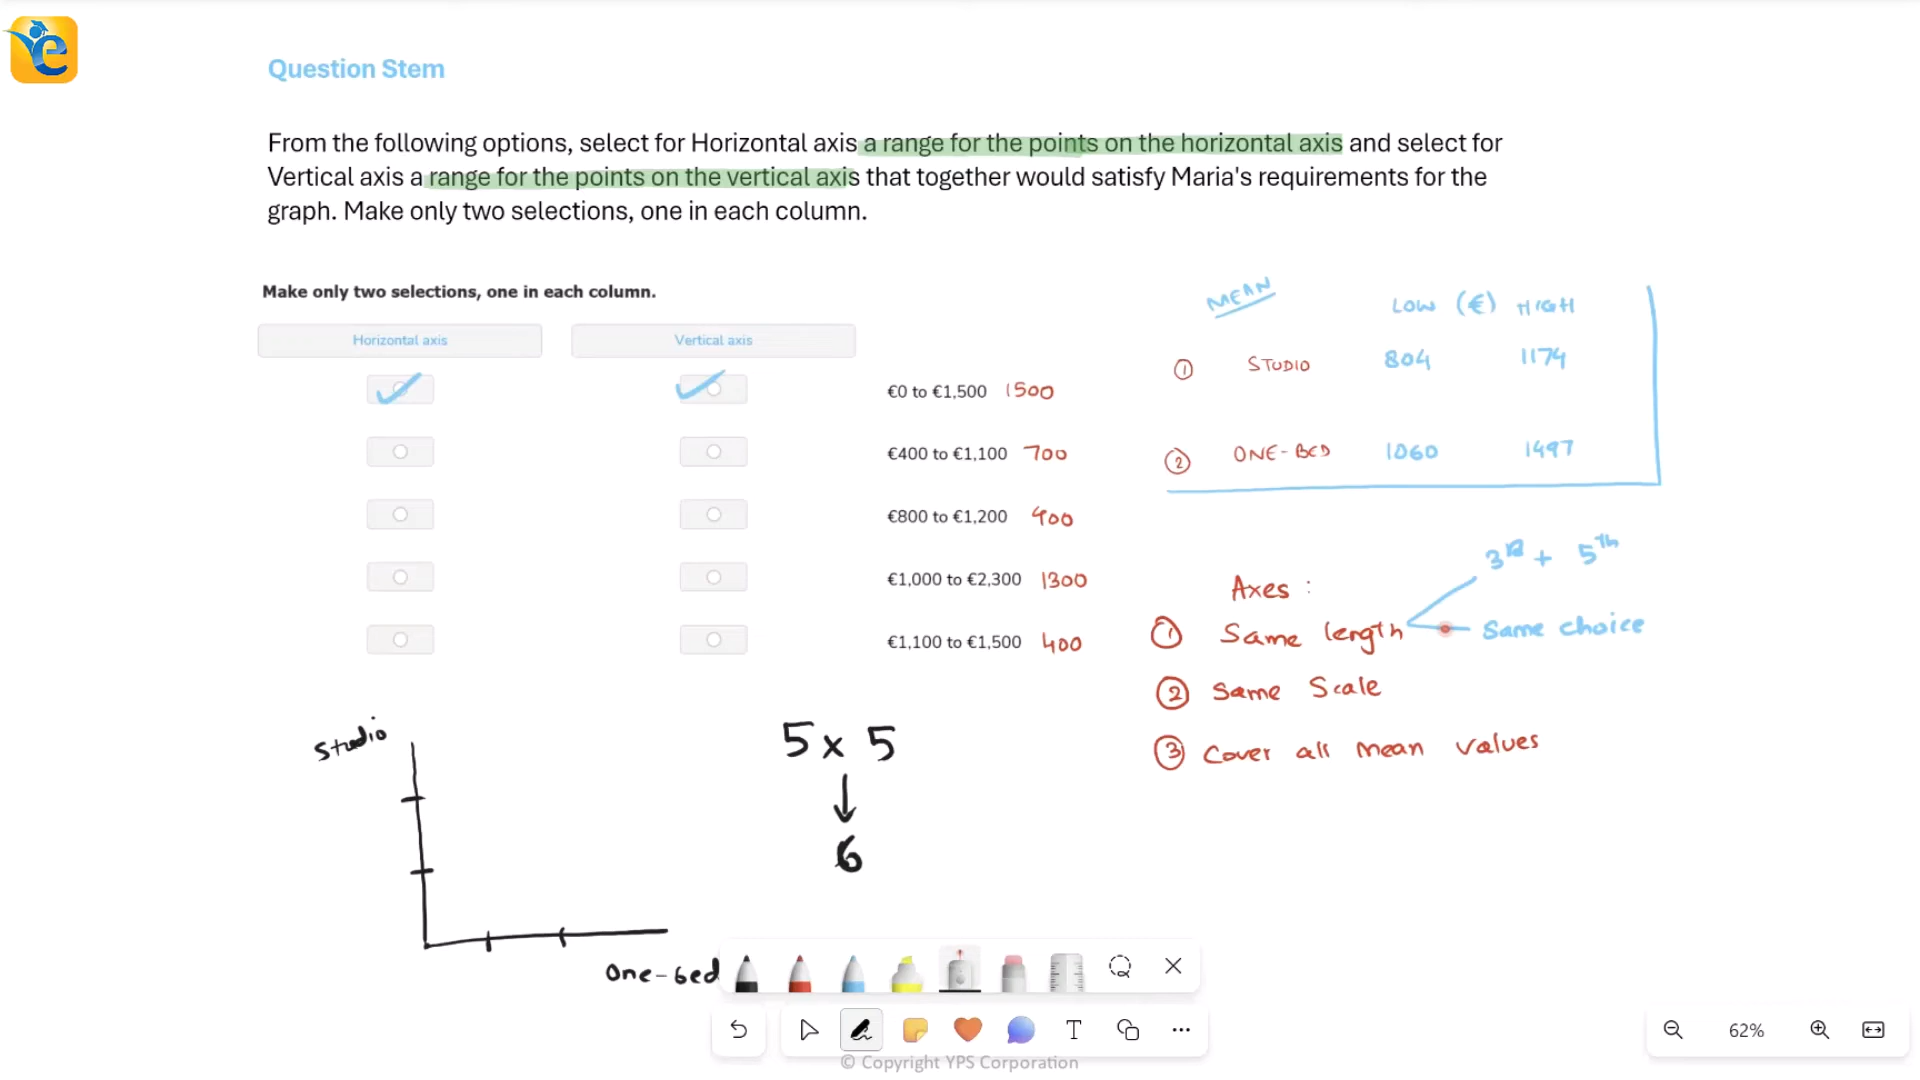 Question Stem
From the following options, select for Horizontal axis a range for the points on the horizontal axis and select for
Vertical axis a range for the points on the vertical axis that together would satisfy Maria's requirements for the
graph. Make only two selections, one in each column.
Make only two selections, one in each column.
Horizontal axis Vertical axis
€0 to €1,500 1500
€400 to €1,100 700
€800 to €1,200 400
€1,000 to €2,300 1300
€1,100 to €1,500 400
MEAN LOW (€) HIGH
① STUDIO 804 1174
② ONE-BED 1060 1497
3rd + 5th
Axes :
① Same length Same choice
② Same Scale
③ Cover all mean values
Studio
5 x 5
6
One-bed
T
62%
© Copyright YPS Corporation